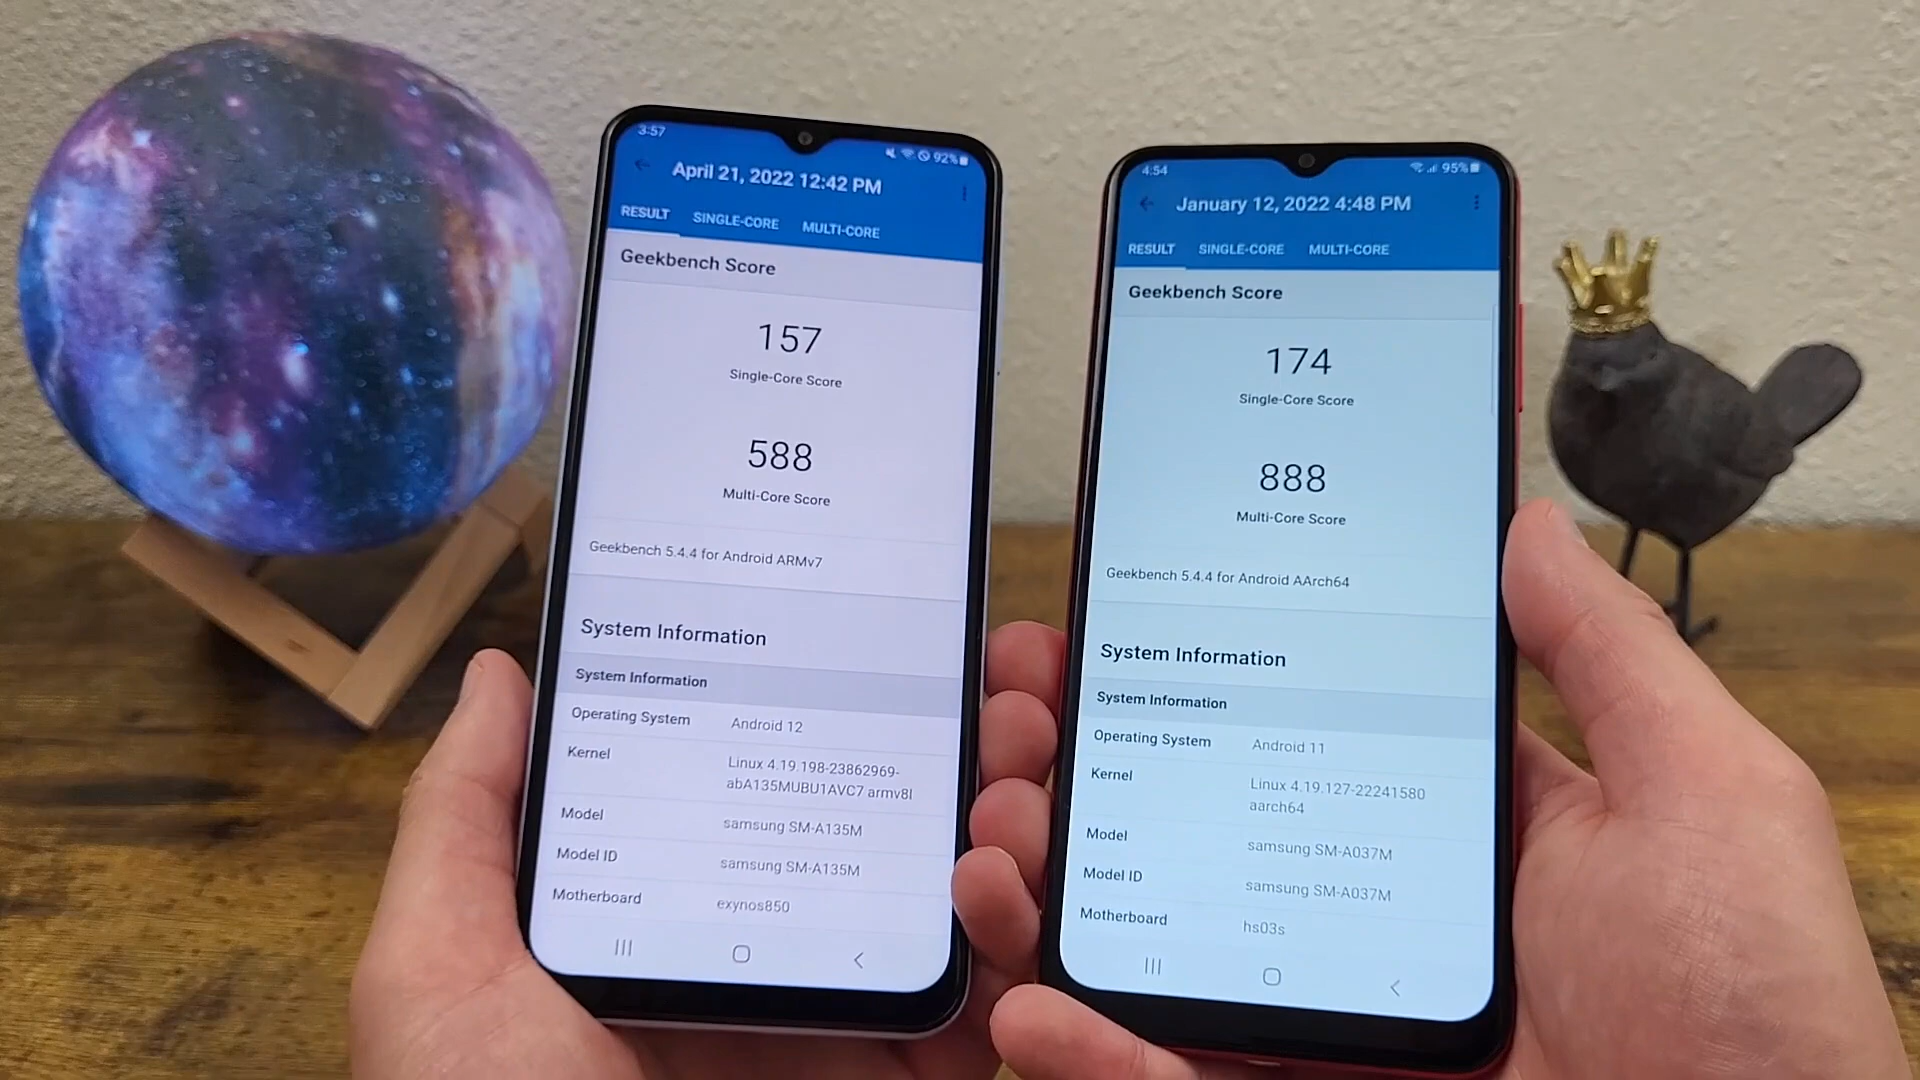 3:57
92%
April 21, 2022 12:42 PM
RESULT SINGLE-CORE MULTI-CORE
Geekbench Score
157
Single-Core Score
588
Multi-Core Score
Geekbench 5.4.4 for Android ARMv7
System Information
System Information
Operating System Android 12
Kernel Linux 4.19.198-23862969-
abA135MUBU1AVC7 armv8l
Model samsung SM-A135M
Model ID samsung SM-A135M
Motherboard exynos850
4:54
95%
January 12, 2022 4:48 PM
RESULT SINGLE-CORE MULTI-CORE
Geekbench Score
174
Single-Core Score
888
Multi-Core Score
Geekbench 5.4.4 for Android AArch64
System Information
System Information
Operating System Android 11
Kernel Linux 4.19.127-22241580
aarch64
Model samsung SM-A037M
Model ID samsung SM-A037M
Motherboard hs03s